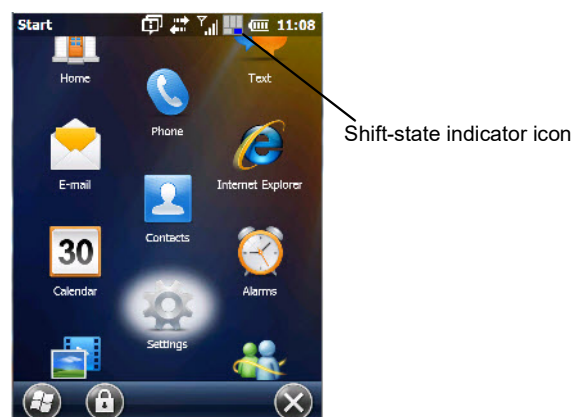 Start 11:08
Home
Text
Phone
Shift-state indicator icon
E-mail
Internet Explorer
Contacts
30
Calendar
Alarms
Settings